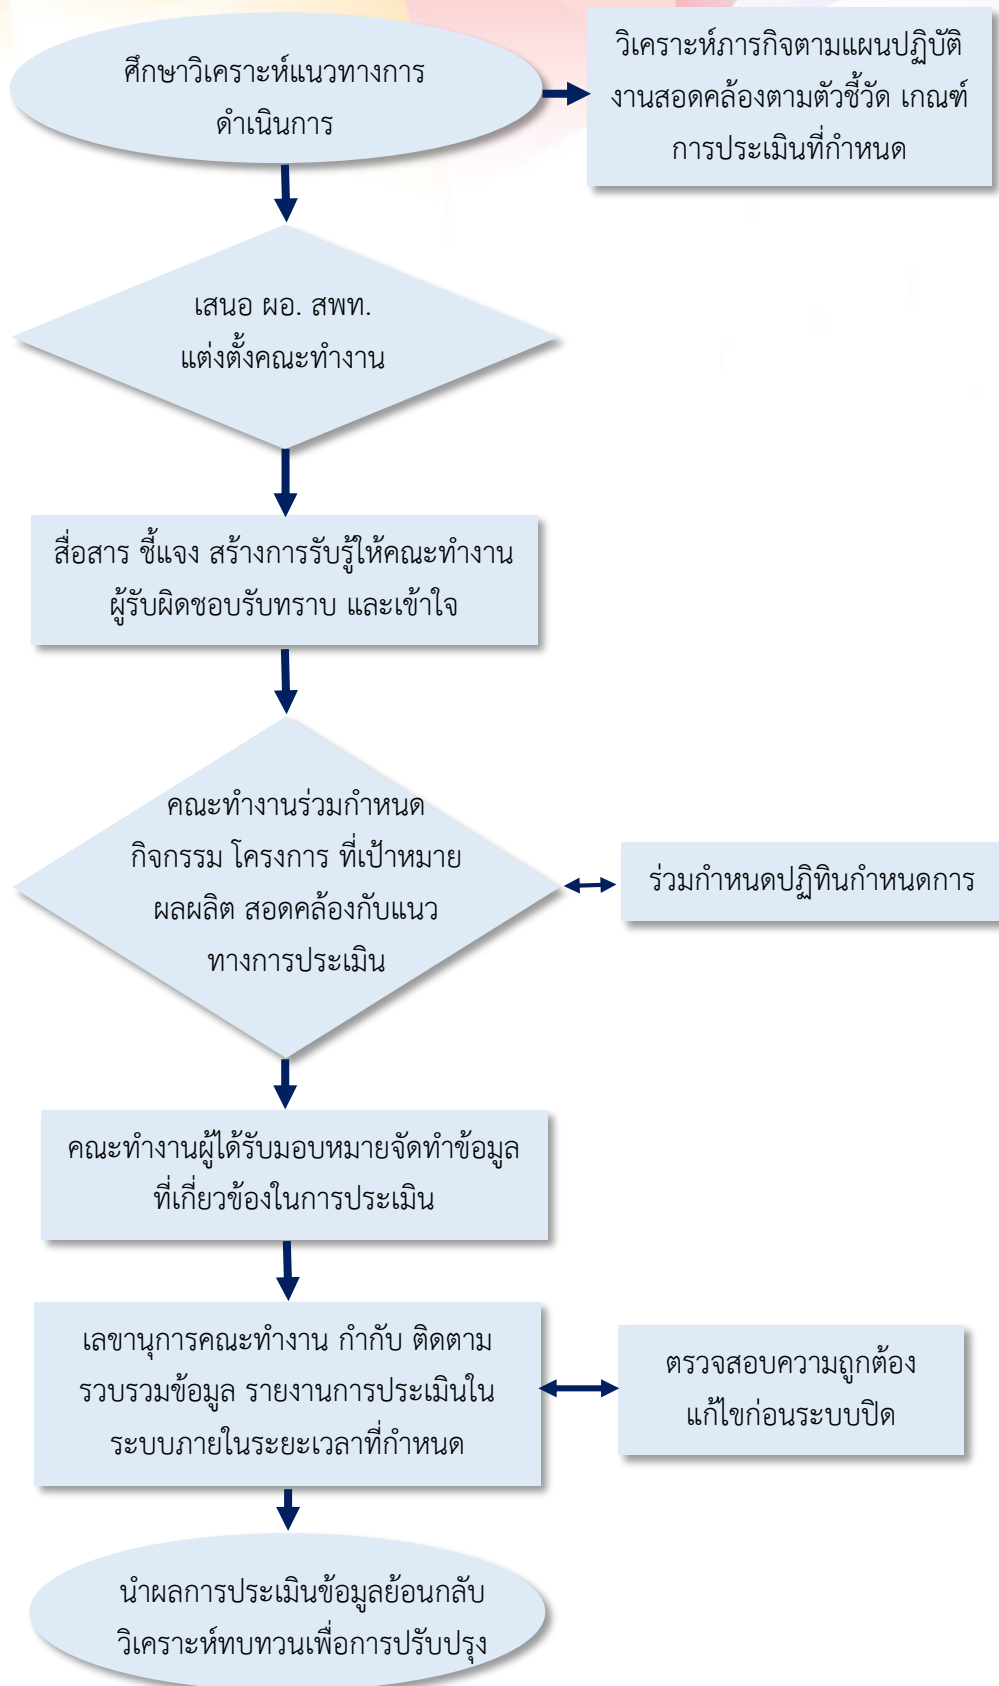 ศึกษาวิเคราะห์แนวทางการ
ดำเนินการ
วิเคราะห์ภารกิจตามแผนปฏิบัติ
งานสอดคล้องตามตัวชี้วัด เกณฑ์
การประเมินที่กำหนด
เสนอ ผอ. สพท.
แต่งตั้งคณะทำงาน
สื่อสาร ชี้แจง สร้างการรับรู้ให้คณะทำงาน
ผู้รับผิดชอบรับทราบ และเข้าใจ
คณะทำงานร่วมกำหนด
กิจกรรม โครงการ ที่เป้าหมาย
ผลผลิต สอดคล้องกับแนว
ทางการประเมิน
ร่วมกำหนดปฏิทินกำหนดการ
คณะทำงานผู้ได้รับมอบหมายจัดทำข้อมูล
ที่เกี่ยวข้องในการประเมิน
เลขานุการคณะทำงาน กำกับ ติดตาม
รวบรวมข้อมูล รายงานการประเมินใน
ระบบภายในระยะเวลาที่กำหนด
ตรวจสอบความถูกต้อง
แก้ไขก่อนระบบปิด
นำผลการประเมินข้อมูลย้อนกลับ
วิเคราะห์ทบทวนเพื่อการปรับปรุง